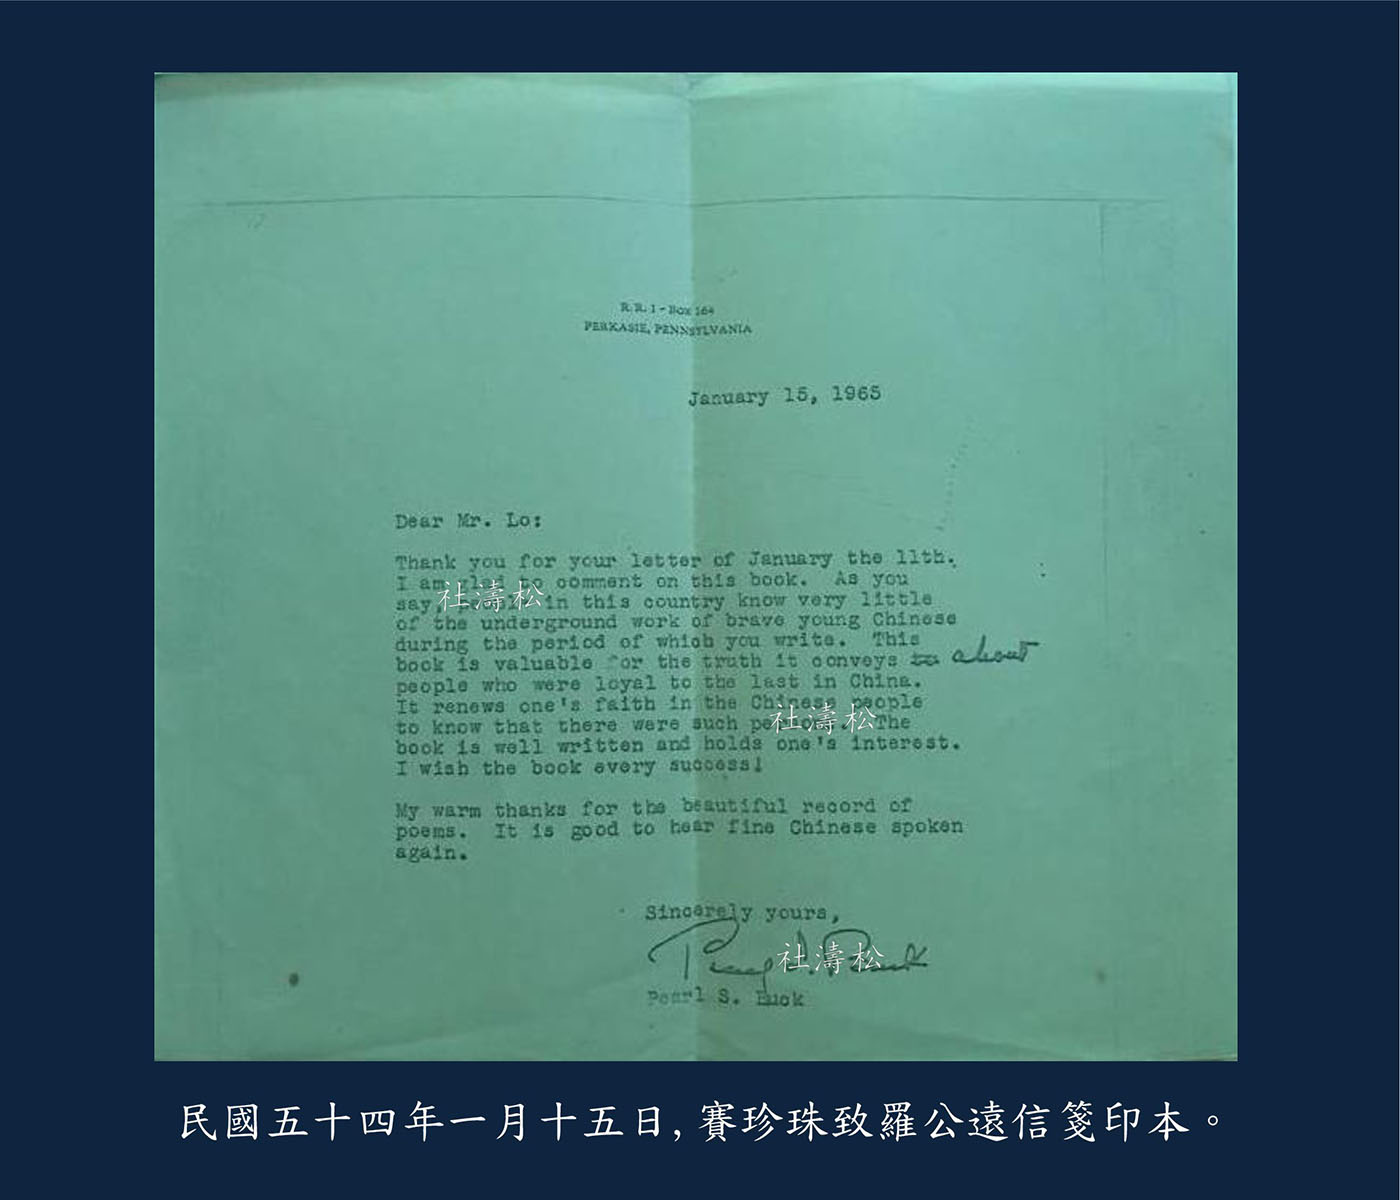 R.R. 1 - Box 164
PERKASIE, PENNSYLVANIA
January 15, 1965
Dear Mr. Lo:
Thank you for your letter of January the 11th.
I am glad to comment on this book. As you
say, in this country know very little
of the underground work of brave young Chinese
during the period of which you write. This
book is valuable for the truth it conveys to about
people who were loyal to the last in China.
It renews one's faith in the Chinese people
to know that there were such The
book is well written and holds one's interest.
I wish the book every success!
My warm thanks for the beautiful record of
poems. It is good to hear fine Chinese spoken
again.
Sincerely yours,
Pearl S. Buck
Pearl S. Buck
社濤松
社濤松
社濤松
民國五十四年一月十五日,賽珍珠致羅公遠信箋印本。